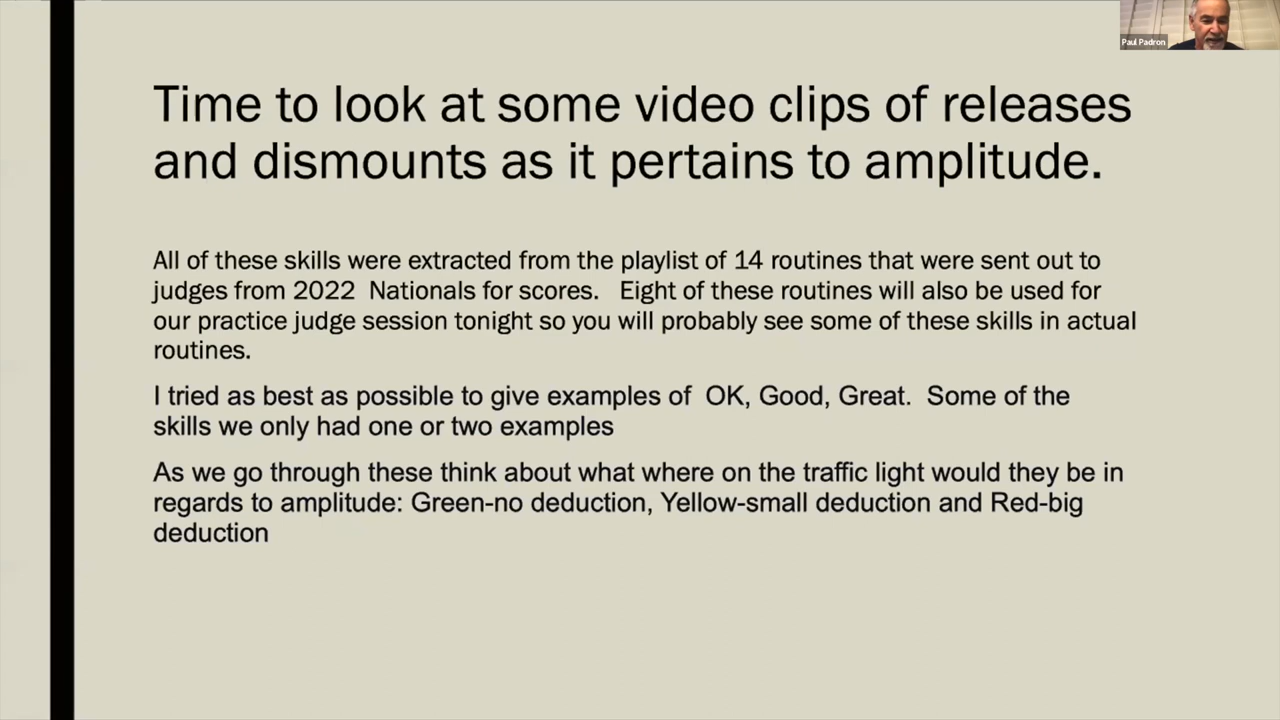 Paul Padron
Time to look at some video clips of releases
and dismounts as it pertains to amplitude.
All of these skills were extracted from the playlist of 14 routines that were sent out to
judges from 2022  Nationals for scores.   Eight of these routines will also be used for
our practice judge session tonight so you will probably see some of these skills in actual
routines.
I tried as best as possible to give examples of  OK, Good, Great.  Some of the
skills we only had one or two examples
As we go through these think about what where on the traffic light would they be in
regards to amplitude: Green-no deduction, Yellow-small deduction and Red-big
deduction